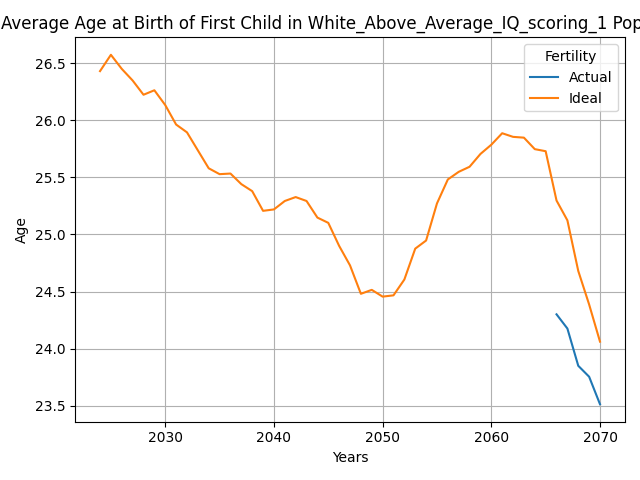 Average Age at Birth of First Child in White_Above_Average_IQ_scoring_1 Pop
Fertility
Actual
Ideal
26.5
26.0
25.5
25.0
24.5
24.0
23.5
Age
2030 2040 2050 2060 2070
Years